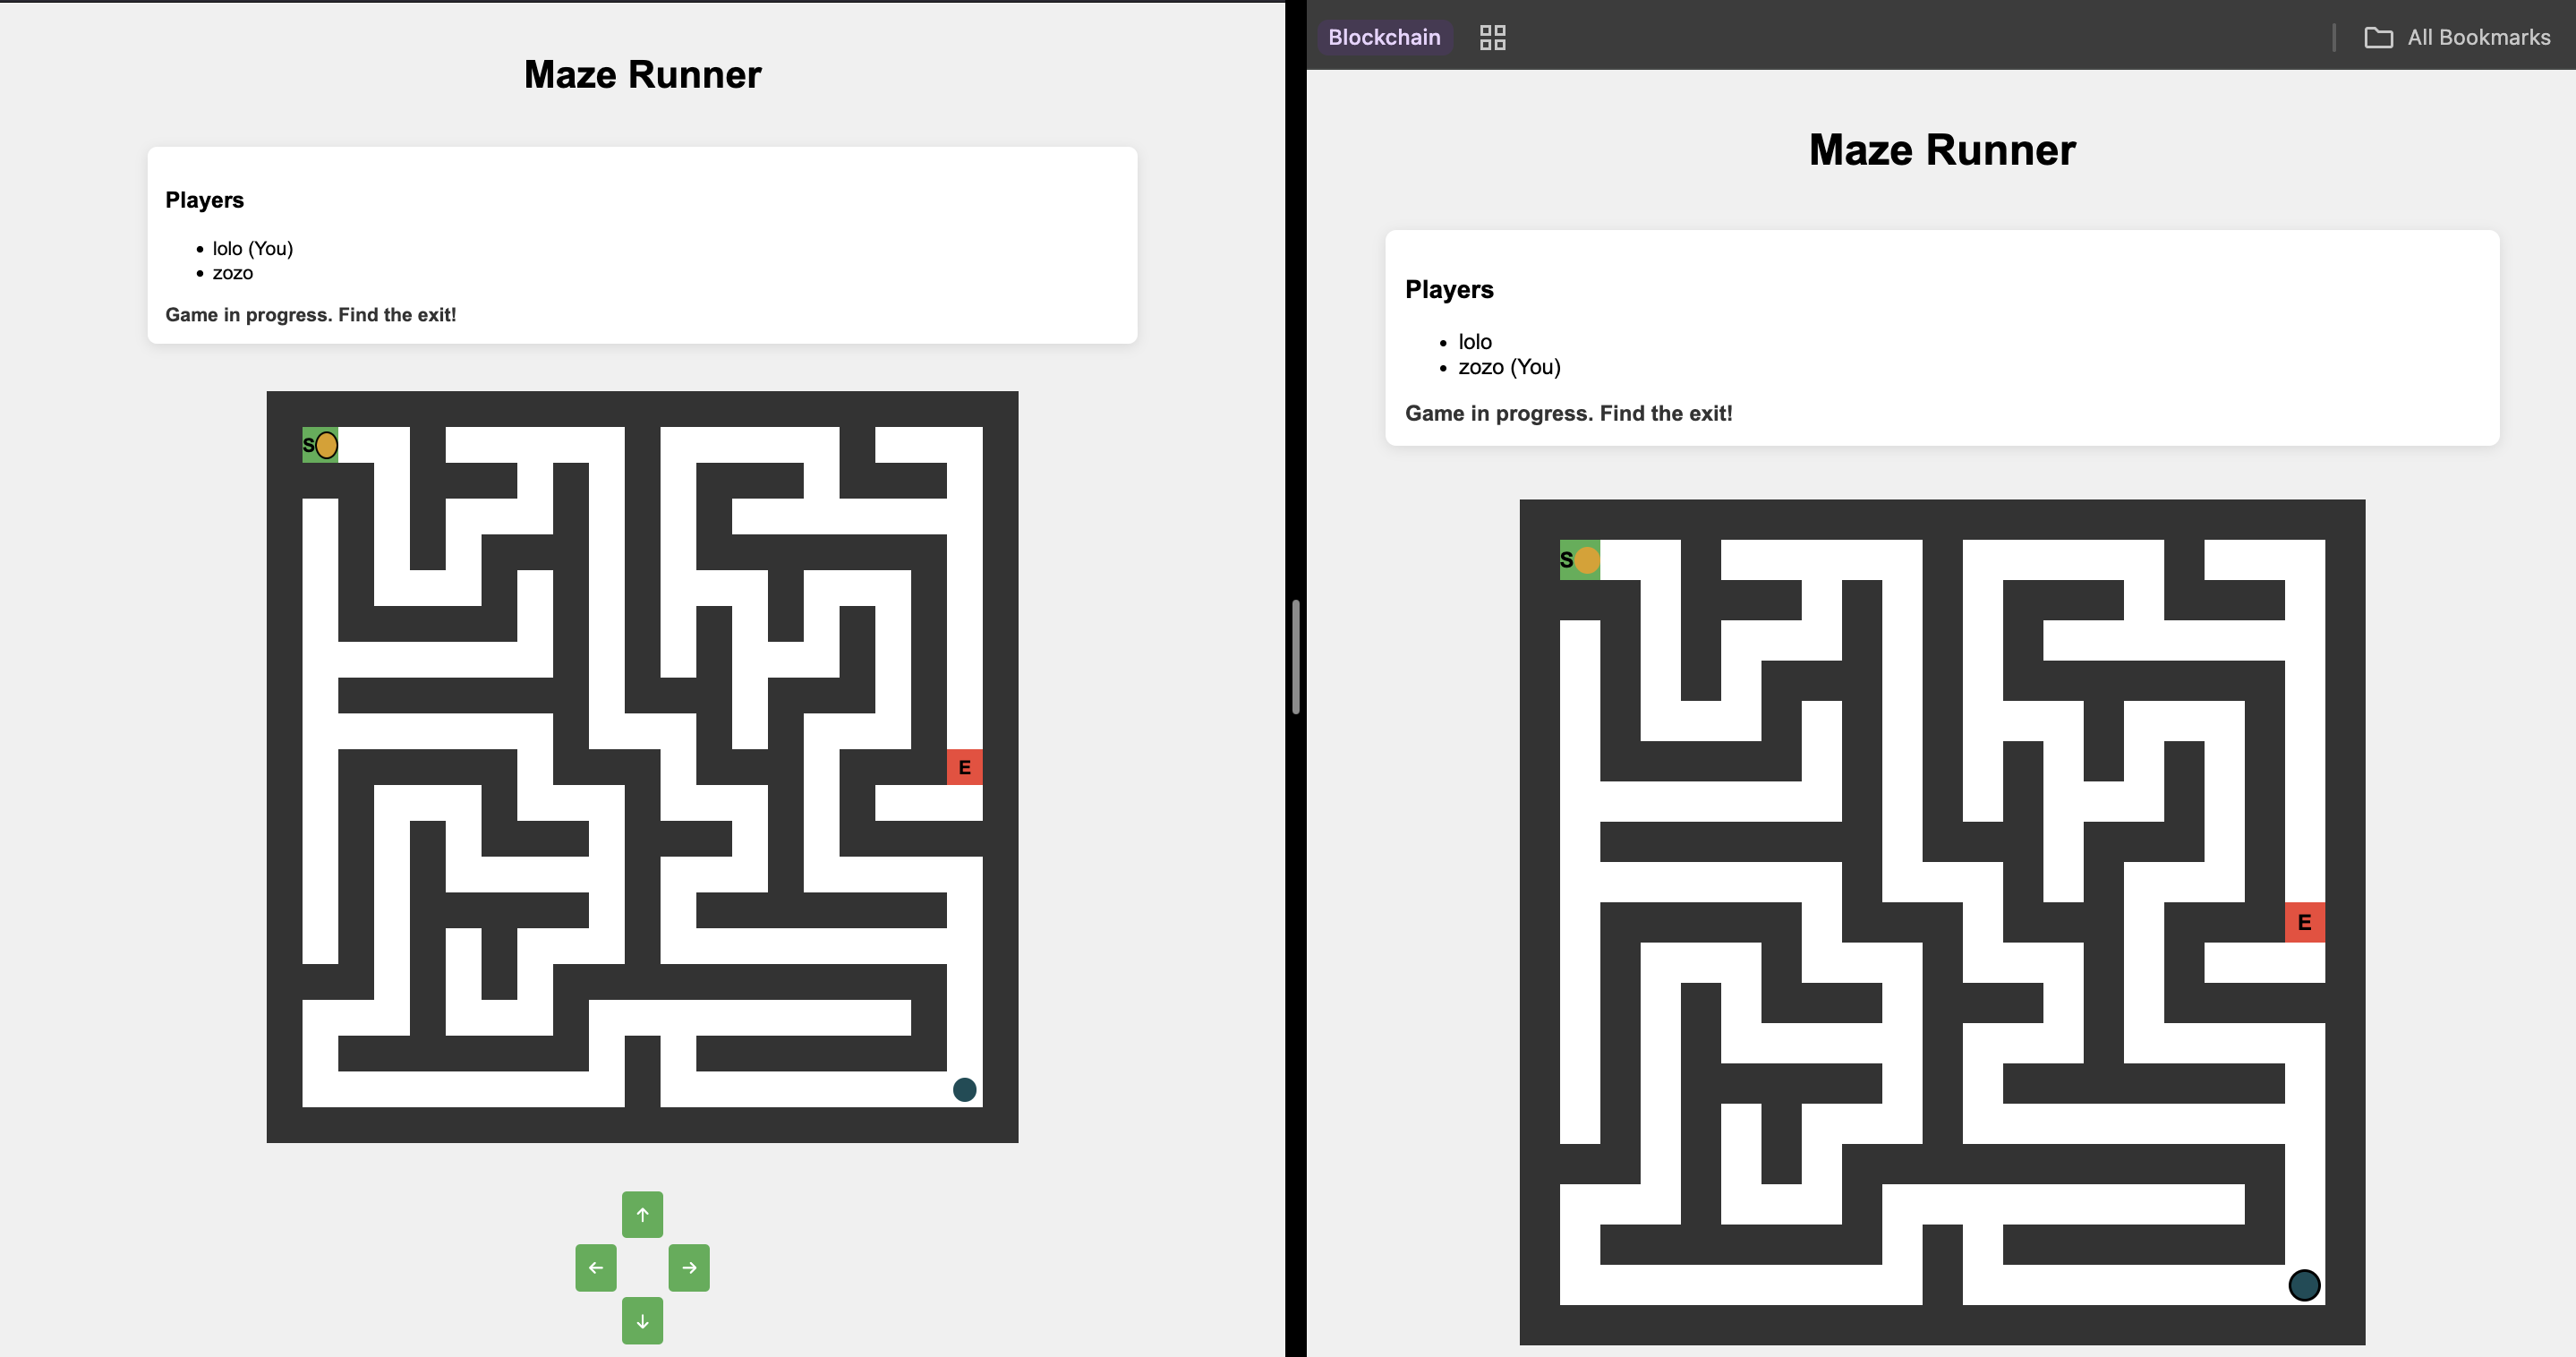 Maze Runner
Players
lolo (You)
zozo
Game in progress. Find the exit!
S
E
↑
← →
↓
Blockchain
All Bookmarks
Maze Runner
Players
lolo
zozo (You)
Game in progress. Find the exit!
S
E